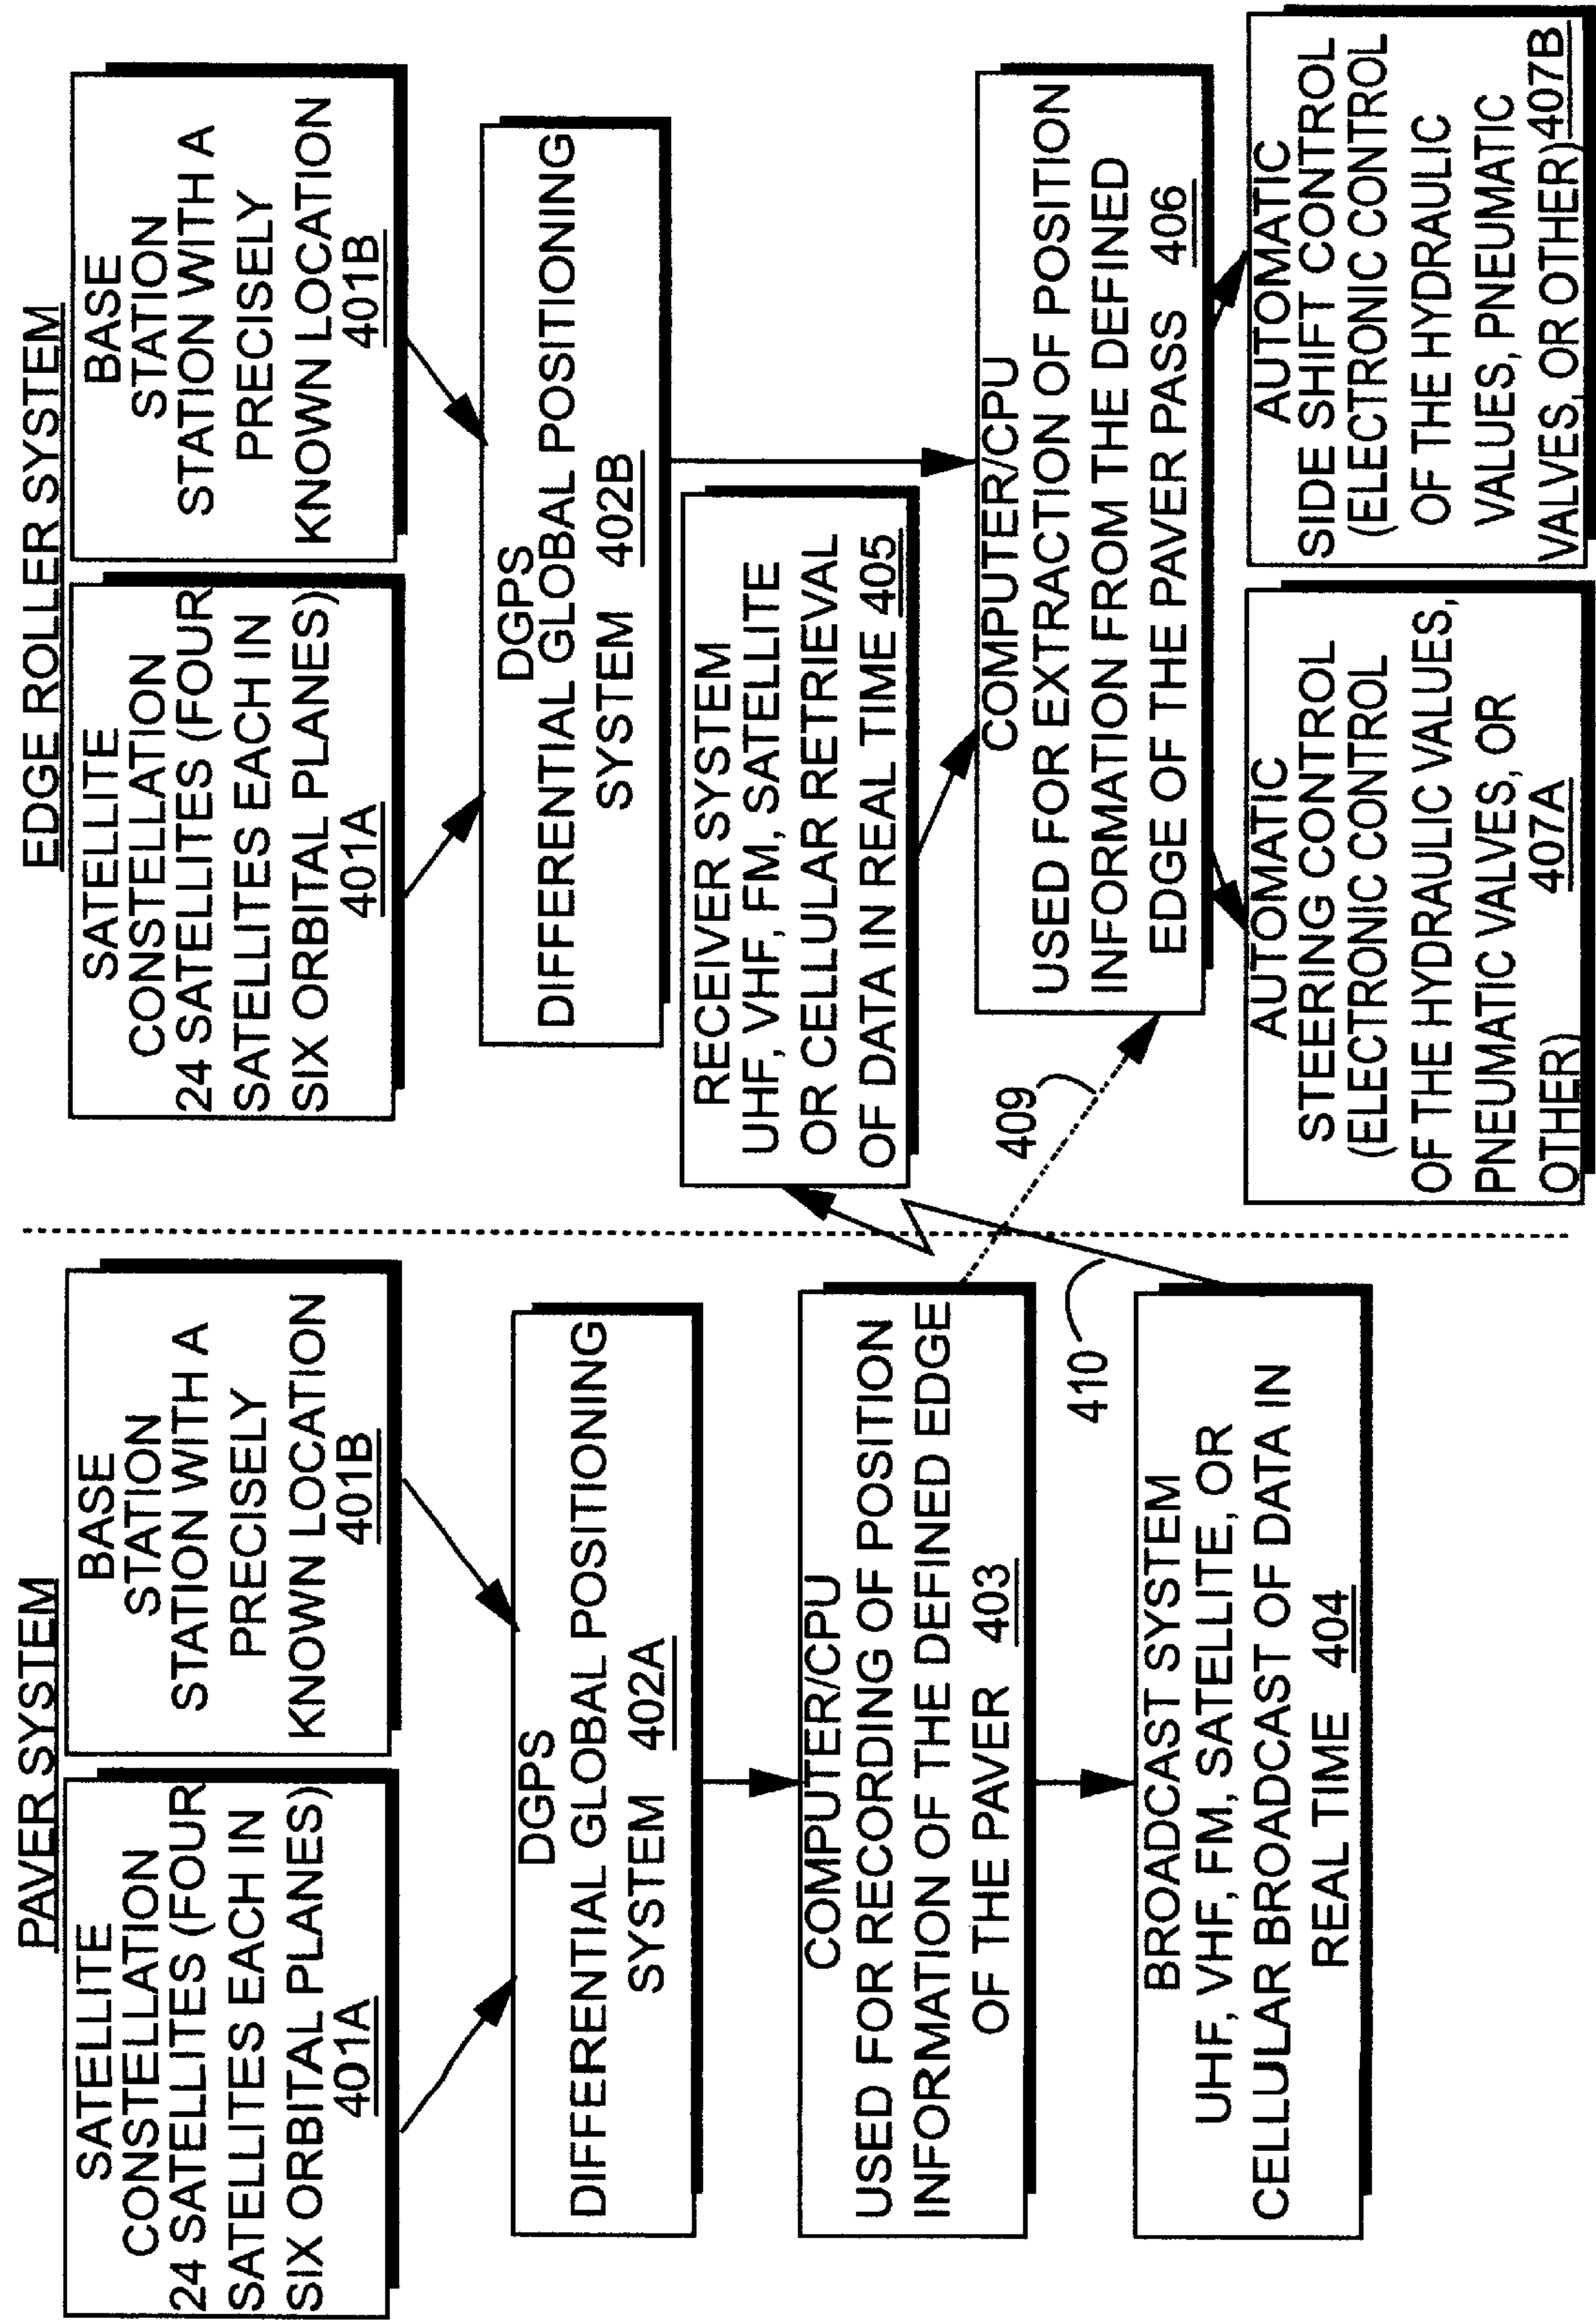 PAVER SYSTEM
SATELLITE
CONSTELLATION
24 SATELLITES (FOUR
SATELLITES EACH IN
SIX ORBITAL PLANES)
401A
BASE
STATION
STATION WITH A
PRECISELY
KNOWN LOCATION
401B
DGPS
DIFFERENTIAL GLOBAL POSITIONING
SYSTEM 402A
COMPUTER/CPU
USED FOR RECORDING OF POSITION
INFORMATION OF THE DEFINED EDGE
OF THE PAVER 403
BROADCAST SYSTEM
UHF, VHF, FM, SATELLITE, OR
CELLULAR BROADCAST OF DATA IN
REAL TIME 404
410
409
EDGE ROLLER SYSTEM
SATELLITE
CONSTELLATION
24 SATELLITES (FOUR
SATELLITES EACH IN
SIX ORBITAL PLANES)
401A
BASE
STATION
STATION WITH A
PRECISELY
KNOWN LOCATION
401B
DGPS
DIFFERENTIAL GLOBAL POSITIONING
SYSTEM 402B
RECEIVER SYSTEM
UHF, VHF, FM, SATELLITE
OR CELLULAR RETRIEVAL
OF DATA IN REAL TIME 405
COMPUTER/CPU
USED FOR EXTRACTION OF POSITION
INFORMATION FROM THE DEFINED
EDGE OF THE PAVER PASS 406
AUTOMATIC
STEERING CONTROL
(ELECTRONIC CONTROL
OF THE HYDRAULIC VALUES,
PNEUMATIC VALVES, OR
OTHER) 407A
AUTOMATIC
SIDE SHIFT CONTROL
(ELECTRONIC CONTROL
OF THE HYDRAULIC
VALUES, PNEUMATIC
VALVES, OR OTHER) 407B